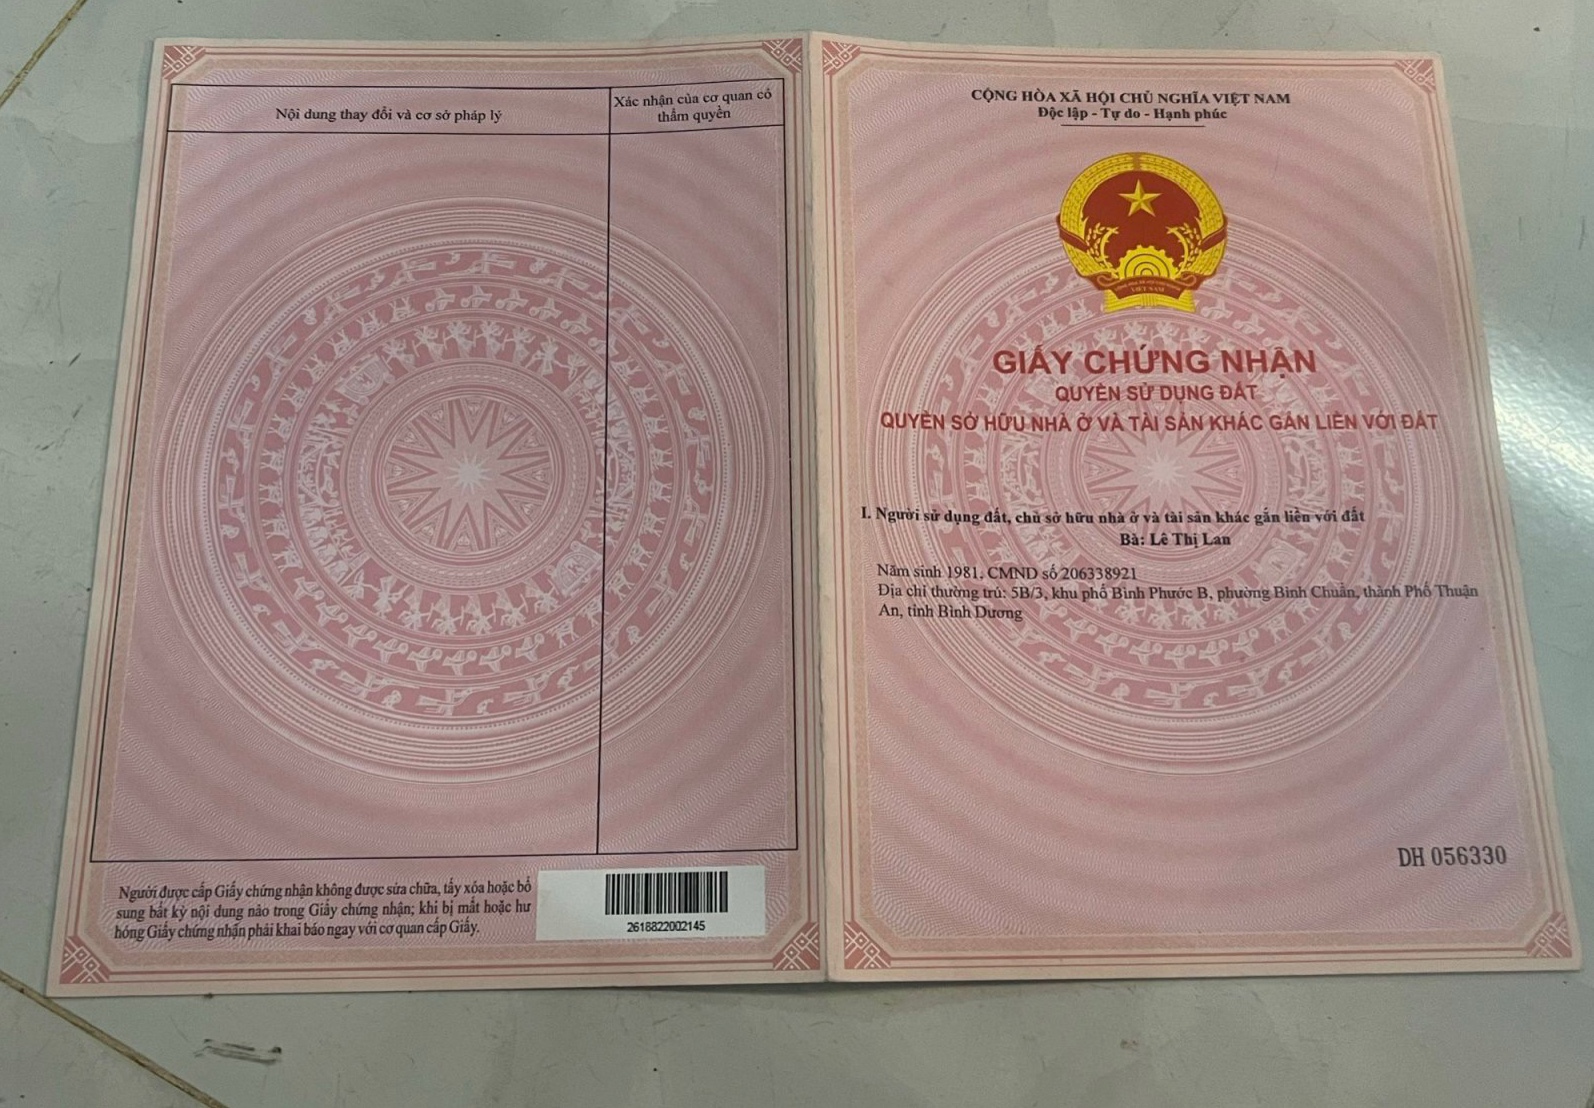 Nội dung thay đổi và cơ sở pháp lý
Xác nhận của cơ quan có
thẩm quyền
Người được cấp Giấy chứng nhận không được sửa chữa, tẩy xóa hoặc bổ
sung bất kỳ nội dung nào trong Giấy chứng nhận; khi bị mất hoặc hư
hỏng Giấy chứng nhận phải khai báo ngay với cơ quan cấp Giấy.
2618822002145
CỘNG HÒA XÃ HỘI CHỦ NGHĨA VIỆT NAM
Độc lập - Tự do - Hạnh phúc
VIỆT NAM
GIẤY CHỨNG NHẬN
QUYỀN SỬ DỤNG ĐẤT
QUYỀN SỞ HỮU NHÀ Ở VÀ TÀI SẢN KHÁC GẮN LIỀN VỚI ĐẤT
I. Người sử dụng đất, chủ sở hữu nhà ở và tài sản khác gắn liền với đất
Bà: Lê Thị Lan
Năm sinh 1981, CMND số 206338921
Địa chỉ thường trú: 5B/3, khu phố Bình Phước B, phường Bình Chuẩn, thành Phố Thuận
An, tỉnh Bình Dương
DH 056330